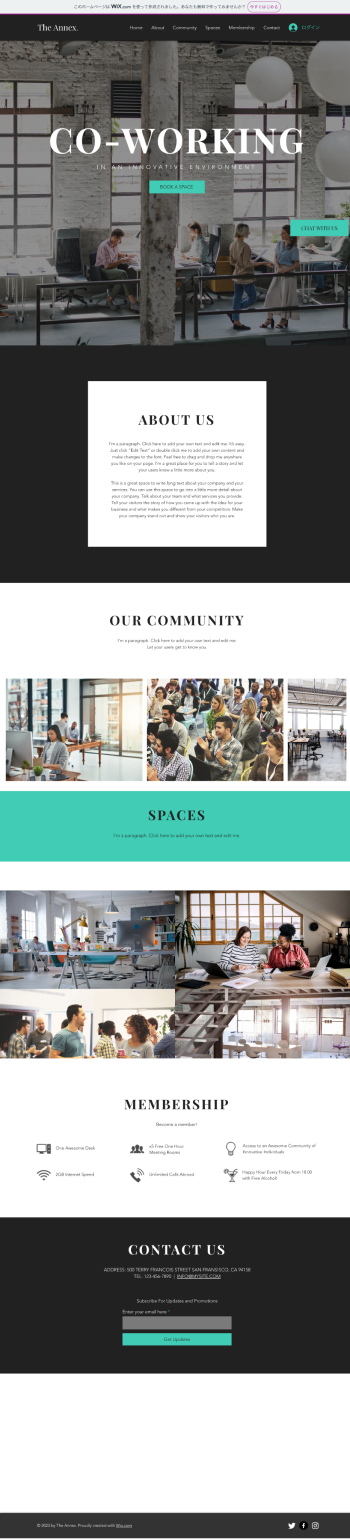 このホームページは WiX.com を使って作成されました。あなたも無料で作ってみませんか？ 今すぐはじめる
The Annex. Home About Community Spaces Membership Contact ログイン
CO-WORKING
IN AN INNOVATIVE ENVIRONMENT
BOOK A SPACE
CHAT WITH US
ABOUT US
I'm a paragraph. Click here to add your own text and edit me. It's easy.
Just click "Edit Text" or double click me to add your own content and
make changes to the font. Feel free to drag and drop me anywhere
you like on your page. I'm a great place for you to tell a story and let
your users know a little more about you.
This is a great space to write long text about your company and your
services. You can use this space to go into a little more detail about
your company. Talk about your team and what services you provide.
Tell your visitors the story of how you came up with the idea for your
business and what makes you different from your competitors. Make
your company stand out and show your visitors who you are.
OUR COMMUNITY
I'm a paragraph. Click here to add your own text and edit me.
Let your users get to know you.
SPACES
I'm a paragraph. Click here to add your own text and edit me.
MEMBERSHIP
Become a member!
One Awesome Desk
x5 Free One Hour
Meeting Rooms
Access to an Awesome Community of
Innovative Individuals
2GB Internet Speed
Unlimited Calls Abroad
Happy Hour Every Friday from 18:00
with Free Alcohol!
CONTACT US
ADDRESS: 500 TERRY FRANCOIS STREET SAN FRANSISCO, CA 94158
TEL: 123-456-7890 | INFO@MYSITE.COM
Subscribe For Updates and Promotions
Enter your email here *
Get Updates
© 2023 by The Annex. Proudly created with Wix.com